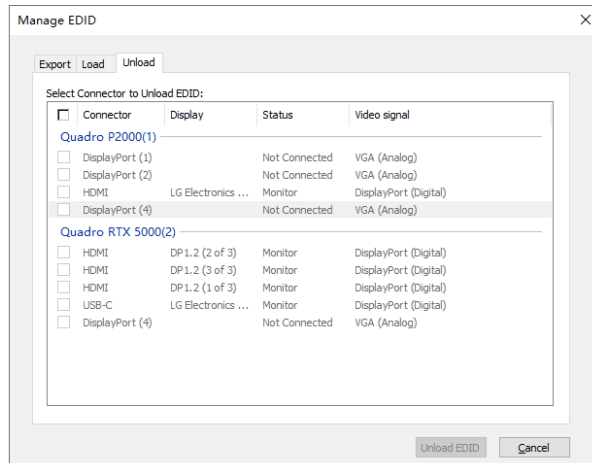 Manage EDID
Export Load Unload
Select Connector to Unload EDID:
Connector Display Status Video signal
Quadro P2000(1)
DisplayPort (1) Not Connected VGA (Analog)
DisplayPort (2) Not Connected VGA (Analog)
HDMI LG Electronics ... Monitor DisplayPort (Digital)
DisplayPort (4) Not Connected VGA (Analog)
Quadro RTX 5000(2)
HDMI DP1.2 (2 of 3) Monitor DisplayPort (Digital)
HDMI DP1.2 (3 of 3) Monitor DisplayPort (Digital)
HDMI DP1.2 (1 of 3) Monitor DisplayPort (Digital)
USB-C LG Electronics ... Monitor DisplayPort (Digital)
DisplayPort (4) Not Connected VGA (Analog)
Unload EDID Cancel